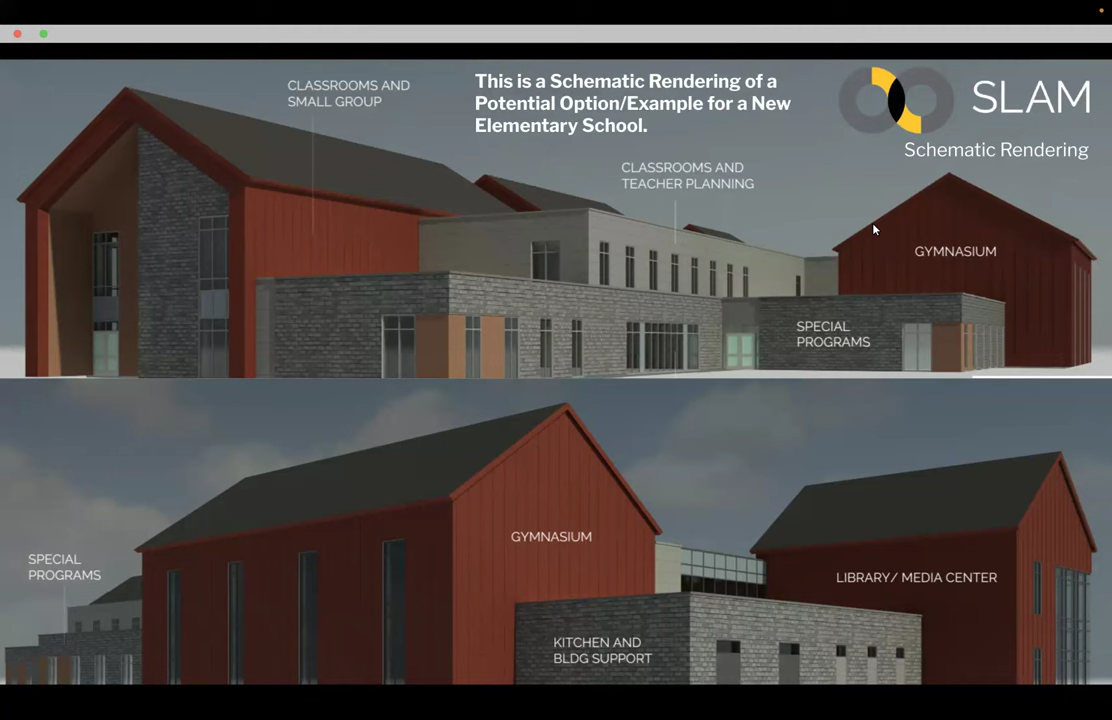 CLASSROOMS AND
SMALL GROUP
This is a Schematic Rendering of a
Potential Option/Example for a New
Elementary School.
SLAM
Schematic Rendering
CLASSROOMS AND
TEACHER PLANNING
GYMNASIUM
SPECIAL
PROGRAMS
GYMNASIUM
SPECIAL
PROGRAMS
LIBRARY/ MEDIA CENTER
KITCHEN AND
BLDG SUPPORT